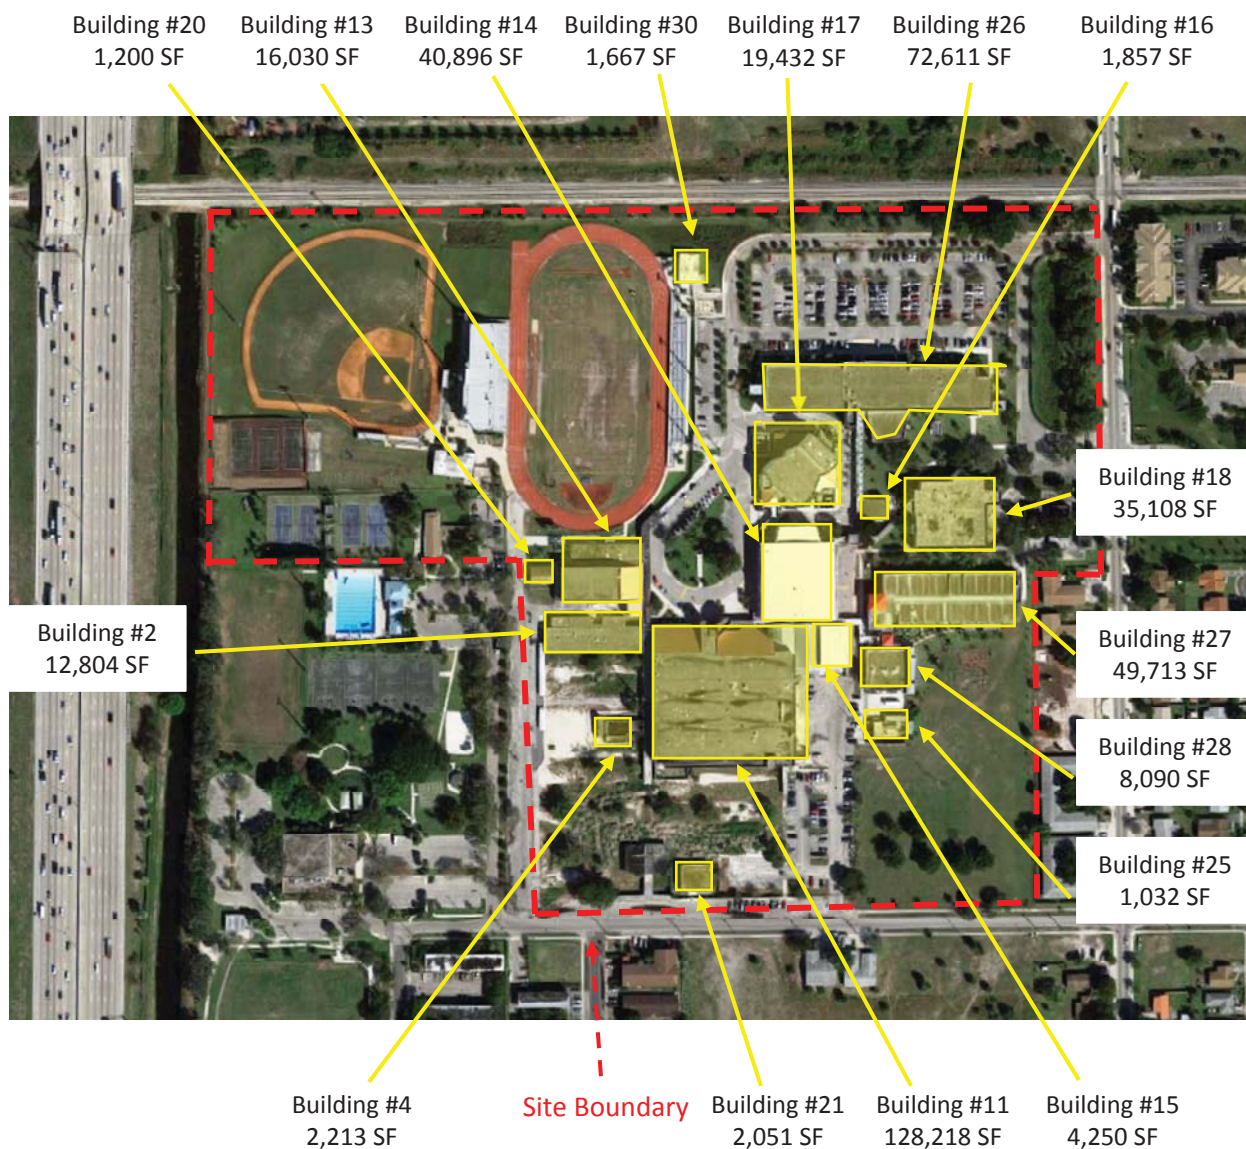 Building #20
1,200 SF
Building #13
16,030 SF
Building #14
40,896 SF
Building #30
1,667 SF
Building #17
19,432 SF
Building #26
72,611 SF
Building #16
1,857 SF
Building #18
35,108 SF
Building #2
12,804 SF
Building #27
49,713 SF
Building #28
8,090 SF
Building #25
1,032 SF
Building #4
2,213 SF
Site Boundary
Building #21
2,051 SF
Building #11
128,218 SF
Building #15
4,250 SF